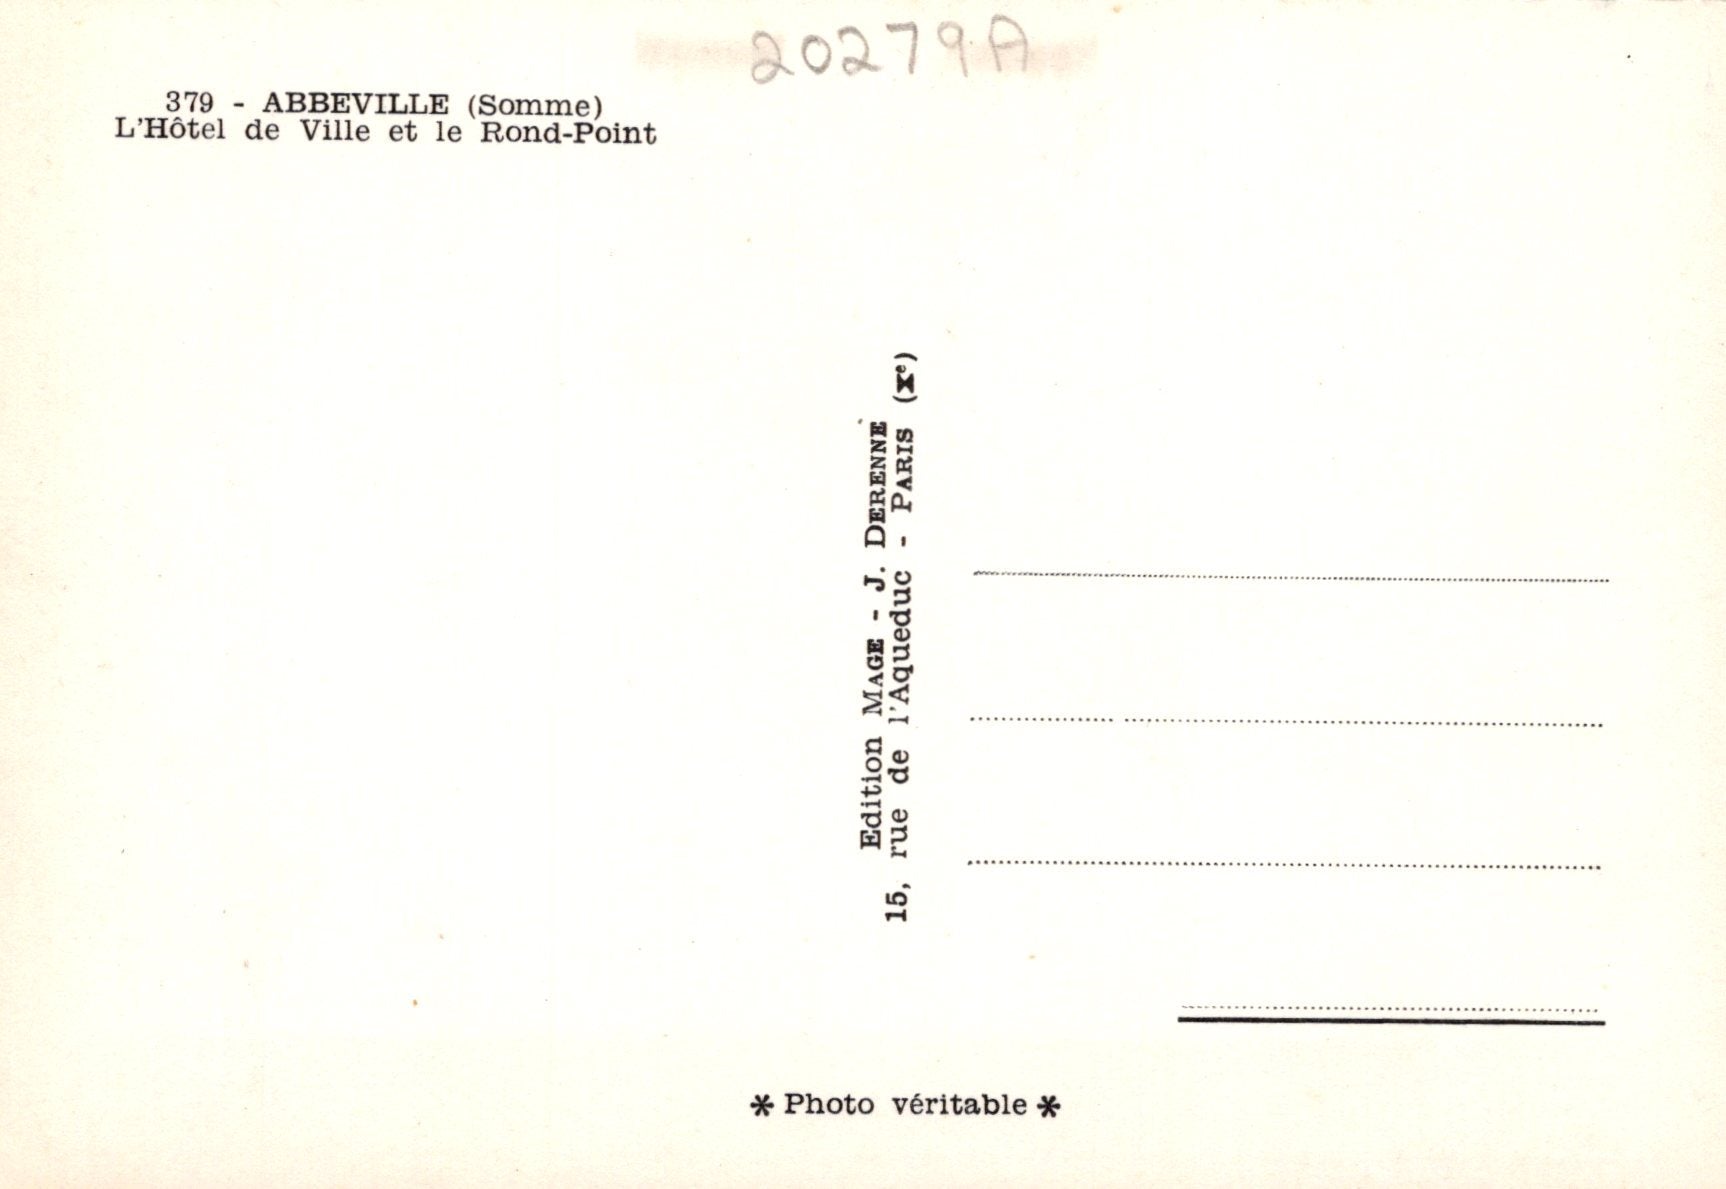 20279A
379 - ABBEVILLE (Somme)
L'Hôtel de Ville et le Rond-Point
Edition MAGE - J. DERENNE
15, rue de l'Aqueduc - PARIS (Xᵉ)
* Photo véritable *